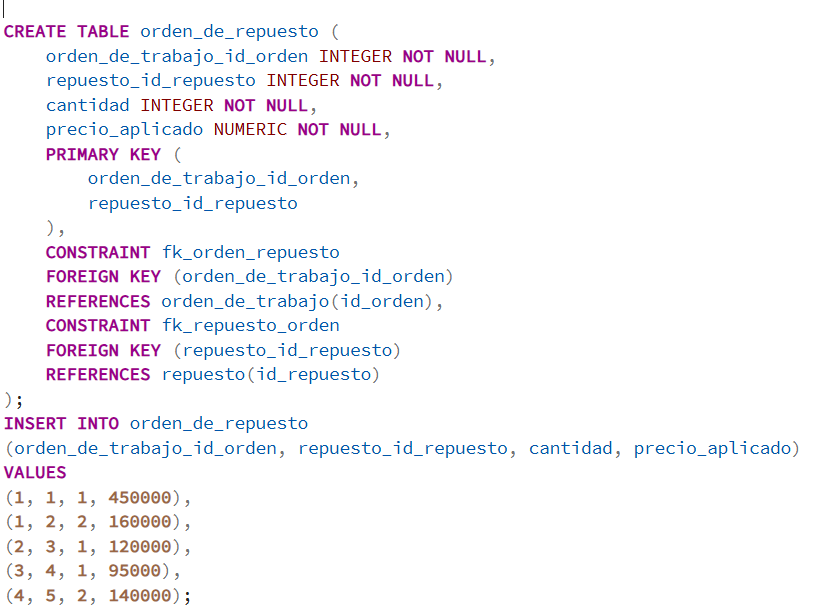 CREATE TABLE orden_de_repuesto (
    orden_de_trabajo_id_orden INTEGER NOT NULL,
    repuesto_id_repuesto INTEGER NOT NULL,
    cantidad INTEGER NOT NULL,
    precio_aplicado NUMERIC NOT NULL,
    PRIMARY KEY (
        orden_de_trabajo_id_orden,
        repuesto_id_repuesto
    ),
    CONSTRAINT fk_orden_repuesto
    FOREIGN KEY (orden_de_trabajo_id_orden)
    REFERENCES orden_de_trabajo(id_orden),
    CONSTRAINT fk_repuesto_orden
    FOREIGN KEY (repuesto_id_repuesto)
    REFERENCES repuesto(id_repuesto)
);
INSERT INTO orden_de_repuesto
(orden_de_trabajo_id_orden, repuesto_id_repuesto, cantidad, precio_aplicado)
VALUES
(1, 1, 1, 450000),
(1, 2, 2, 160000),
(2, 3, 1, 120000),
(3, 4, 1, 95000),
(4, 5, 2, 140000);